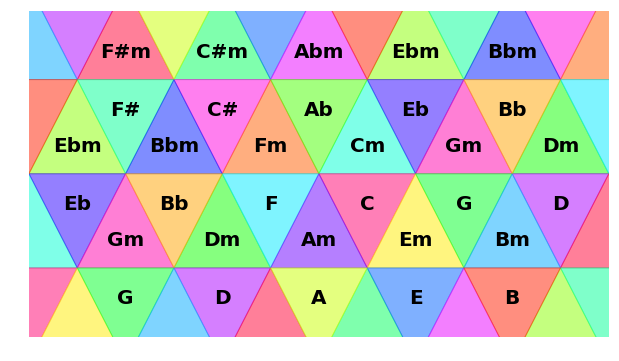 F#m C#m Abm Ebm Bbm
F# C# Ab Eb Bb
Ebm Bbm Fm Cm Gm Dm
Eb Bb F C G D
Gm Dm Am Em Bm
G D A E B